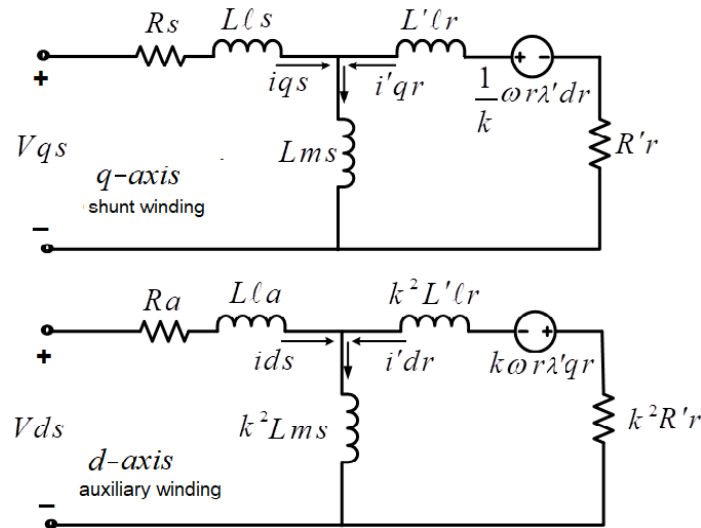 Rs Lℓs L'ℓr
+ iqs i'qr + -
1/k ωrλ'dr
Vqs Lms R'r
q-axis
shunt winding
−
Ra Lℓa k²L'ℓr
+ ids i'dr - +
kωrλ'qr
Vds k²Lms k²R'r
d-axis
auxiliary winding
−